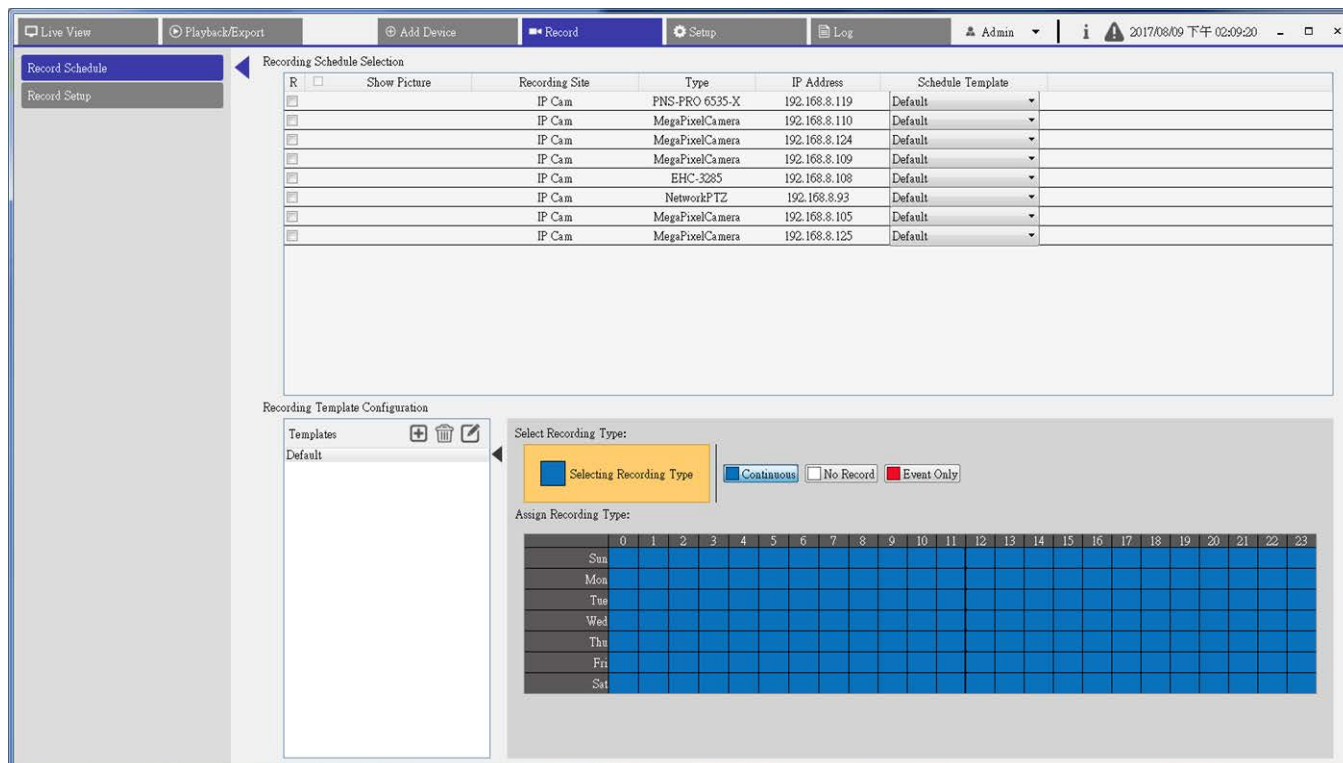 Live View Playback/Export Add Device Record Setup Log Admin 2017/08/09 下午 02:09:20
Record Schedule
Record Setup
Recording Schedule Selection
R Show Picture Recording Site Type IP Address Schedule Template
IP Cam PNS-PRO 6535-X 192.168.8.119 Default
IP Cam MegaPixelCamera 192.168.8.110 Default
IP Cam MegaPixelCamera 192.168.8.124 Default
IP Cam MegaPixelCamera 192.168.8.109 Default
IP Cam EHC-3285 192.168.8.108 Default
IP Cam NetworkPTZ 192.168.8.93 Default
IP Cam MegaPixelCamera 192.168.8.105 Default
IP Cam MegaPixelCamera 192.168.8.125 Default
Recording Template Configuration
Templates
Default
Select Recording Type:
Selecting Recording Type Continuous No Record Event Only
Assign Recording Type:
0 1 2 3 4 5 6 7 8 9 10 11 12 13 14 15 16 17 18 19 20 21 22 23
Sun
Mon
Tue
Wed
Thu
Fri
Sat